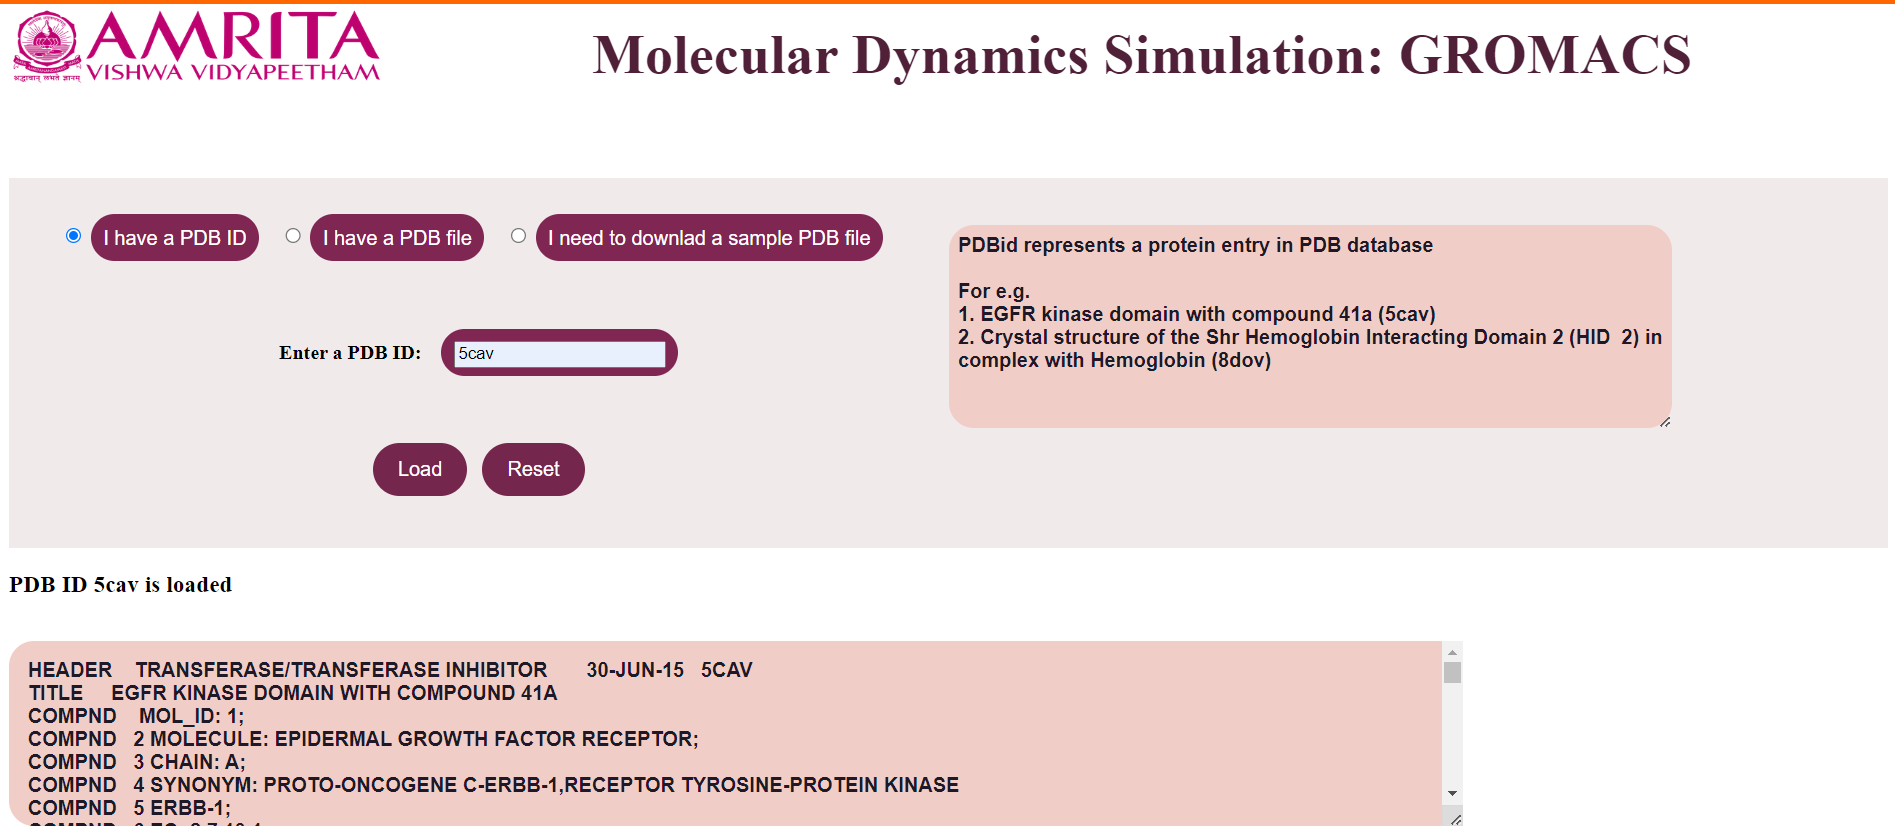 AMRITA
VISHWA VIDYAPEETHAM
Molecular Dynamics Simulation: GROMACS
I have a PDB ID
I have a PDB file
I need to downlad a sample PDB file
PDBid represents a protein entry in PDB database
For e.g.
1. EGFR kinase domain with compound 41a (5cav)
2. Crystal structure of the Shr Hemoglobin Interacting Domain 2 (HID  2) in
complex with Hemoglobin (8dov)
Enter a PDB ID:
5cav
Load
Reset
PDB ID 5cav is loaded
HEADER    TRANSFERASE/TRANSFERASE INHIBITOR       30-JUN-15   5CAV
TITLE     EGFR KINASE DOMAIN WITH COMPOUND 41A
COMPND    MOL_ID: 1;
COMPND   2 MOLECULE: EPIDERMAL GROWTH FACTOR RECEPTOR;
COMPND   3 CHAIN: A;
COMPND   4 SYNONYM: PROTO-ONCOGENE C-ERBB-1,RECEPTOR TYROSINE-PROTEIN KINASE
COMPND   5 ERBB-1;